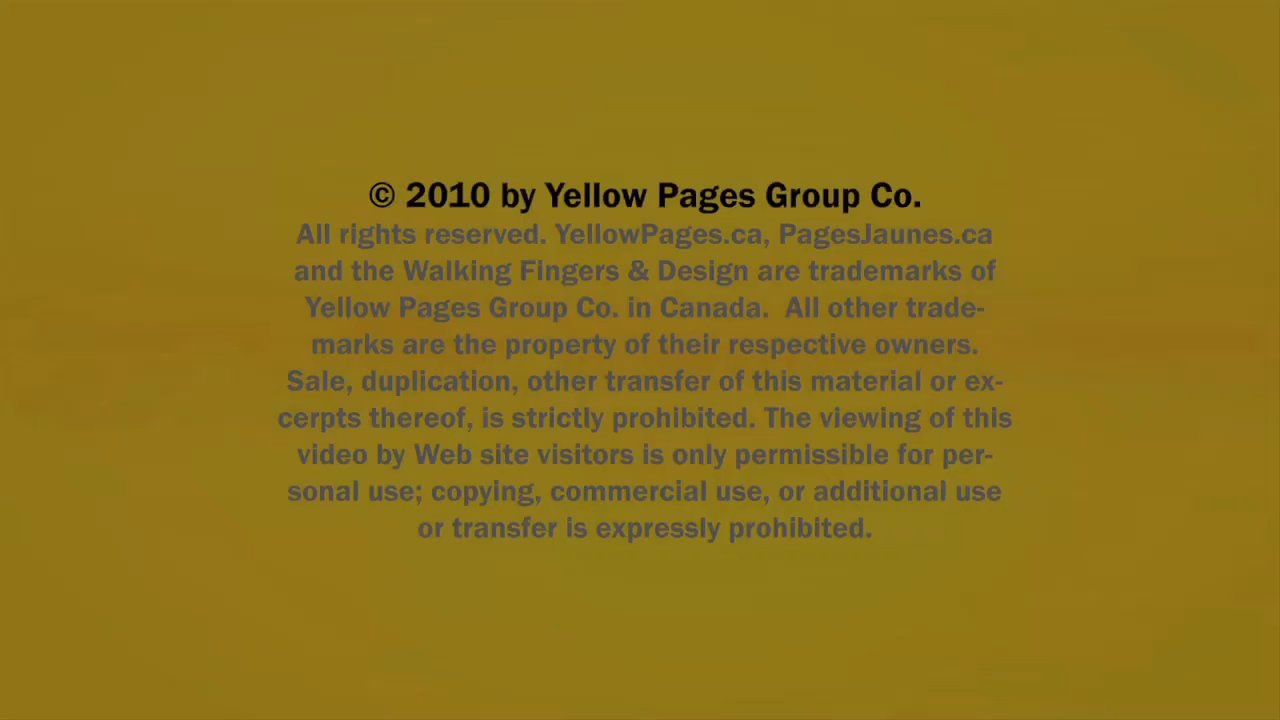 © 2010 by Yellow Pages Group Co.
All rights reserved. YellowPages.ca, PagesJaunes.ca
and the Walking Fingers & Design are trademarks of
Yellow Pages Group Co. in Canada.  All other trade-
marks are the property of their respective owners.
Sale, duplication, other transfer of this material or ex-
cerpts thereof, is strictly prohibited. The viewing of this
video by Web site visitors is only permissible for per-
sonal use; copying, commercial use, or additional use
or transfer is expressly prohibited.